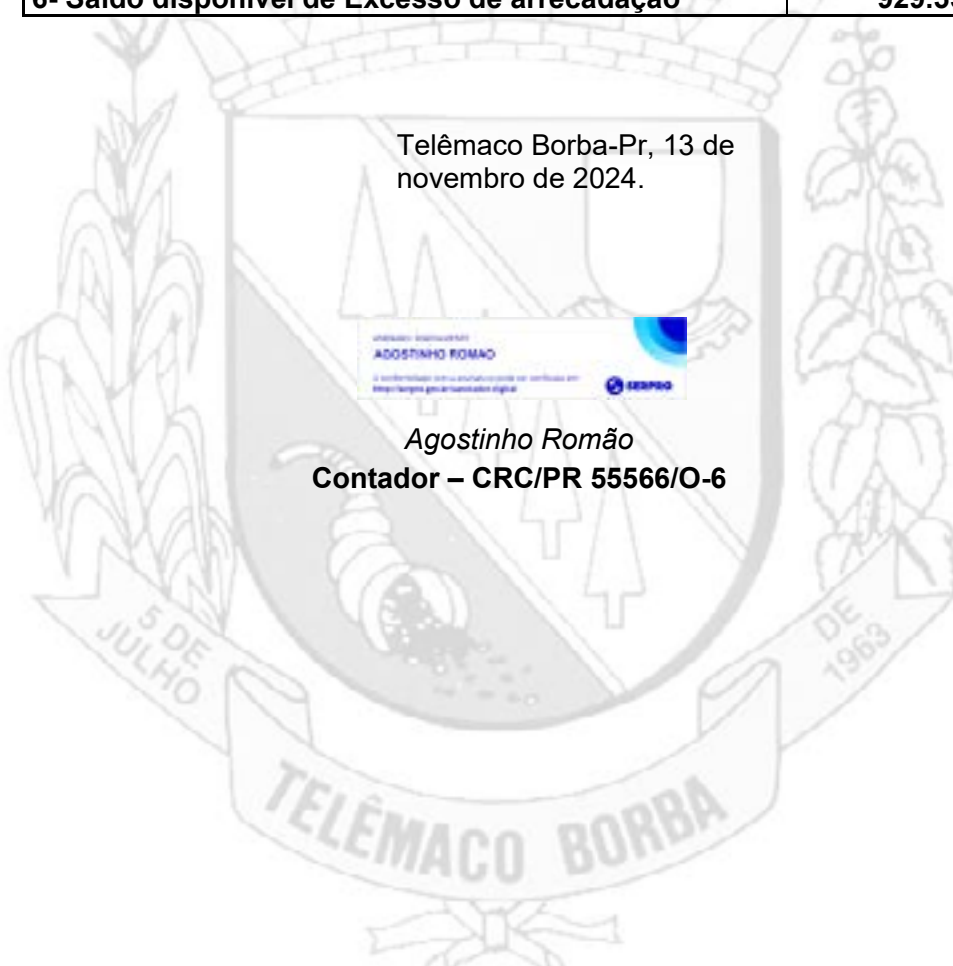 6- Saldo disponível de Excesso de arrecadação
Telêmaco Borba-Pr, 13 de
novembro de 2024.
AGOSTINHO ROMAO
SERPRO
Agostinho Romão
Contador – CRC/PR 55566/O-6
5 DE
JULHO
DE
1963
TELÊMACO BORBA